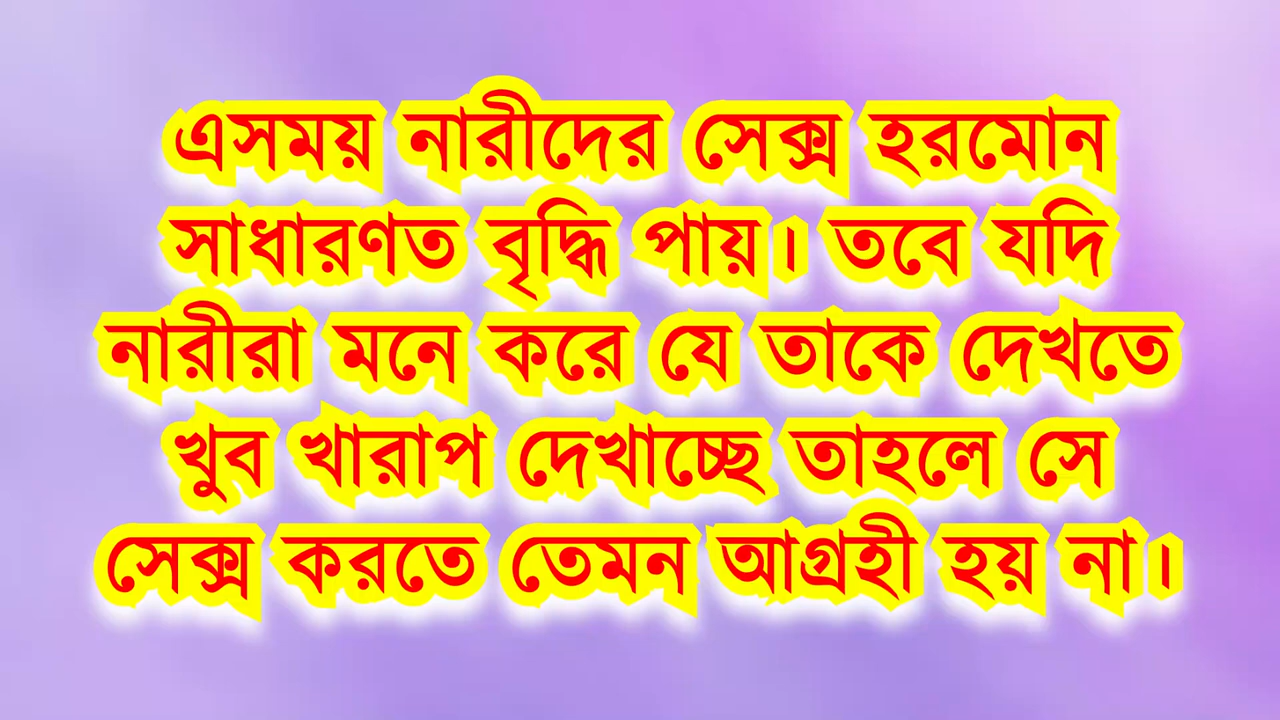 এসময় নারীদের সেক্স হরমোন
সাধারণত বৃদ্ধি পায়। তবে যদি
নারীরা মনে করে যে তাকে দেখতে
খুব খারাপ দেখাচ্ছে তাহলে সে
সেক্স করতে তেমন আগ্রহী হয় না।